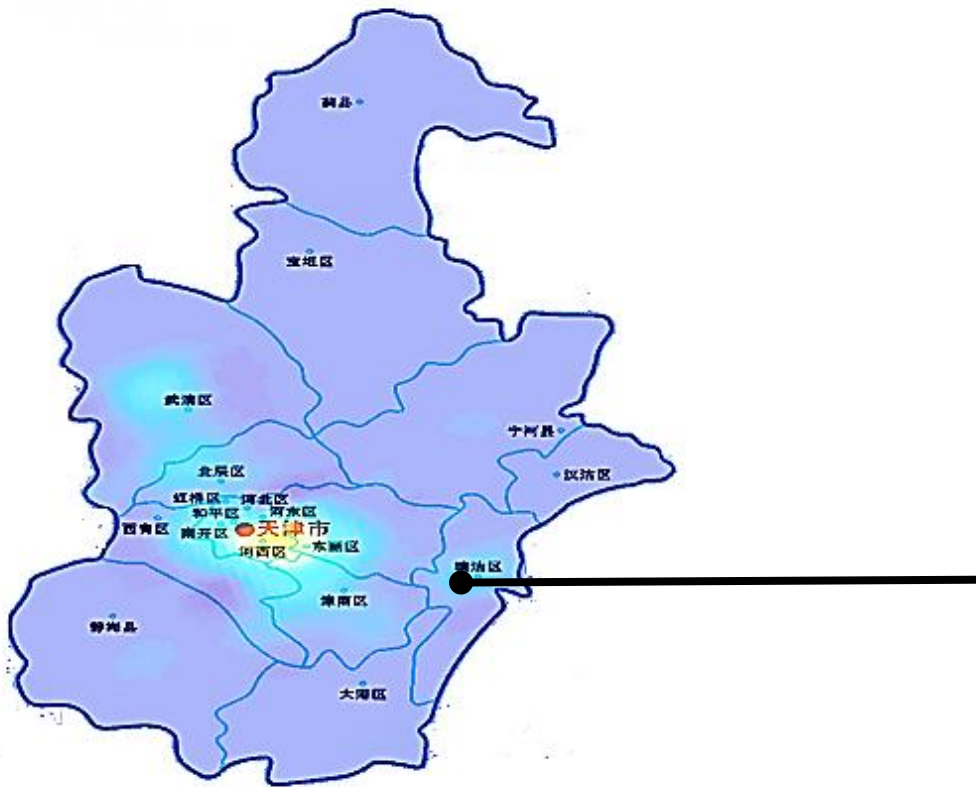 蓟县
宝坻区
武清区
宁河县
汉沽区
北辰区
红桥区
河北区
和平区
河东区
西青区
南开区
天津市
河西区
东丽区
塘沽区
津南区
静海县
大港区